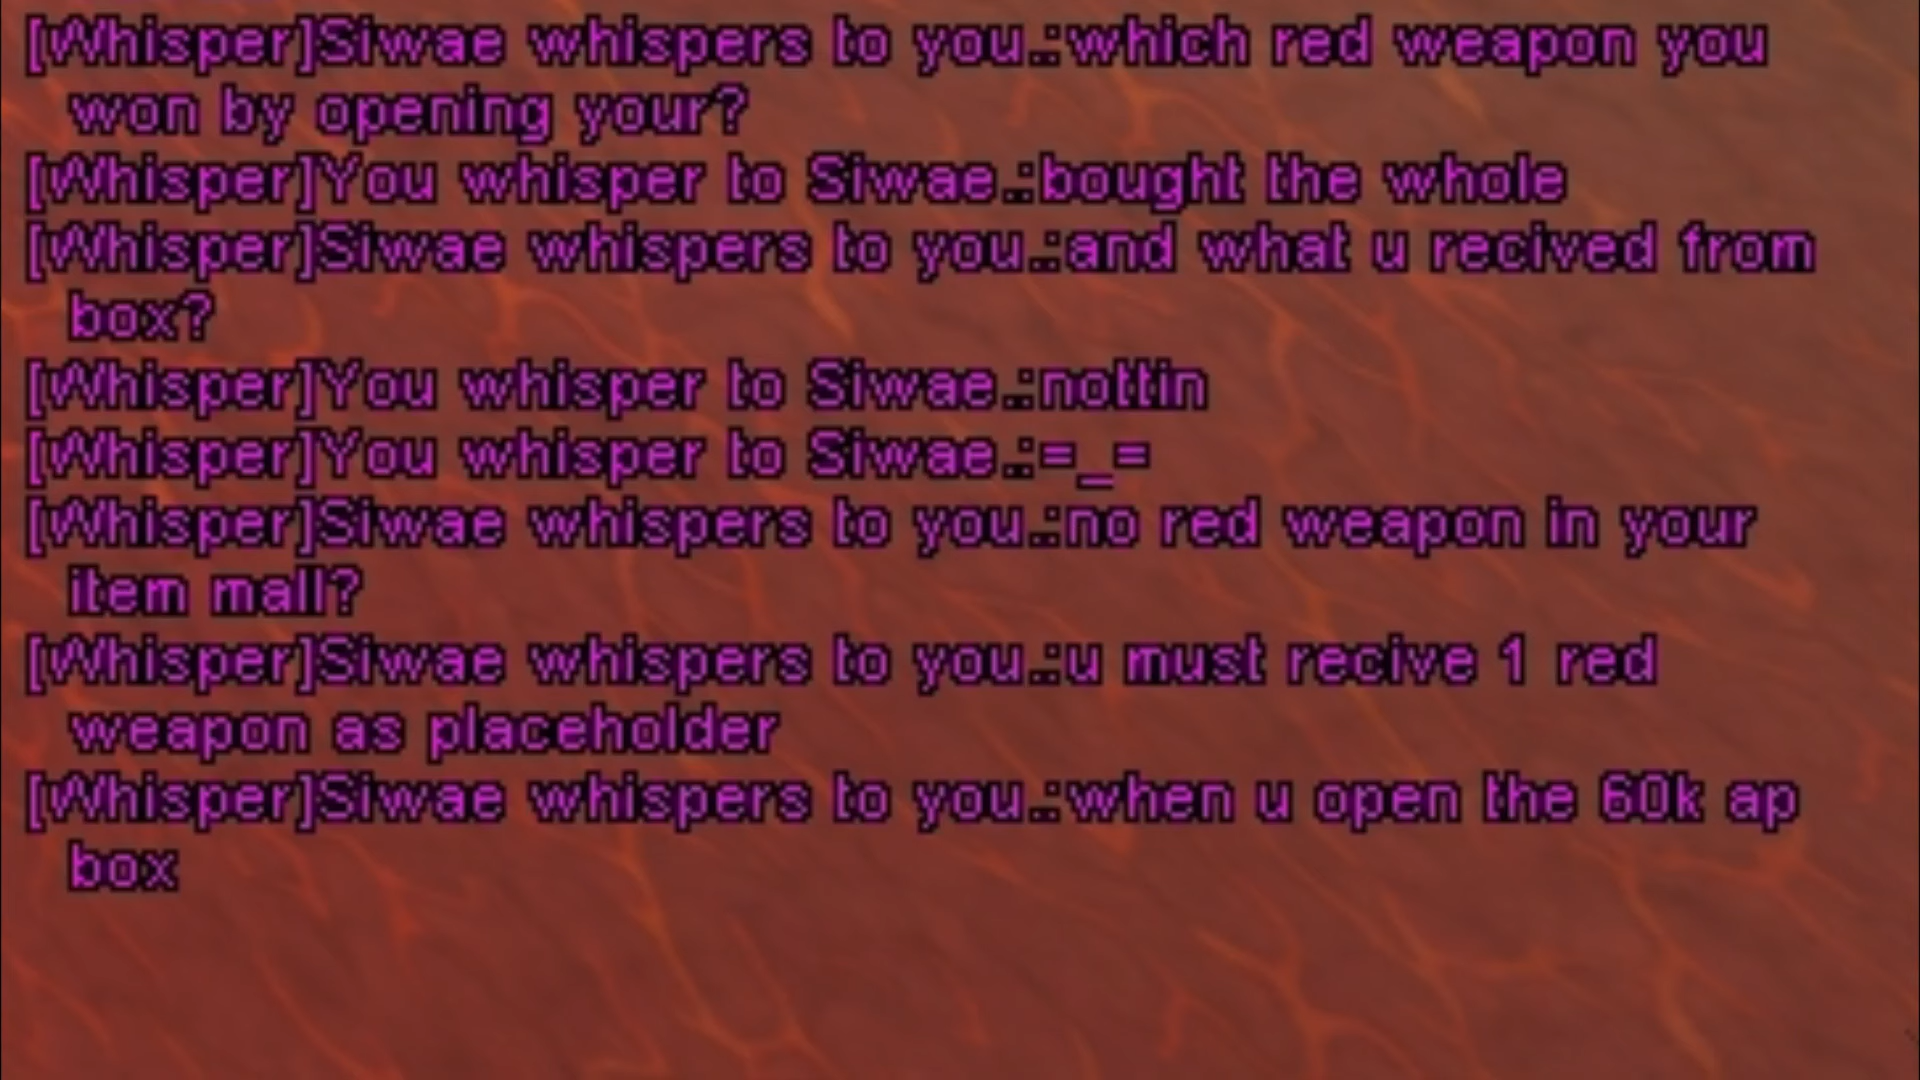 [Whisper]Siwae whispers to you.:which red weapon you
won by opening your?
[Whisper]You whisper to Siwae.:bought the whole
[Whisper]Siwae whispers to you.:and what u recived from
box?
[Whisper]You whisper to Siwae.:nottin
[Whisper]You whisper to Siwae.:=_=
[Whisper]Siwae whispers to you.:no red weapon in your
item mall?
[Whisper]Siwae whispers to you.:u must recive 1 red
weapon as placeholder
[Whisper]Siwae whispers to you.:when u open the 60k ap
box